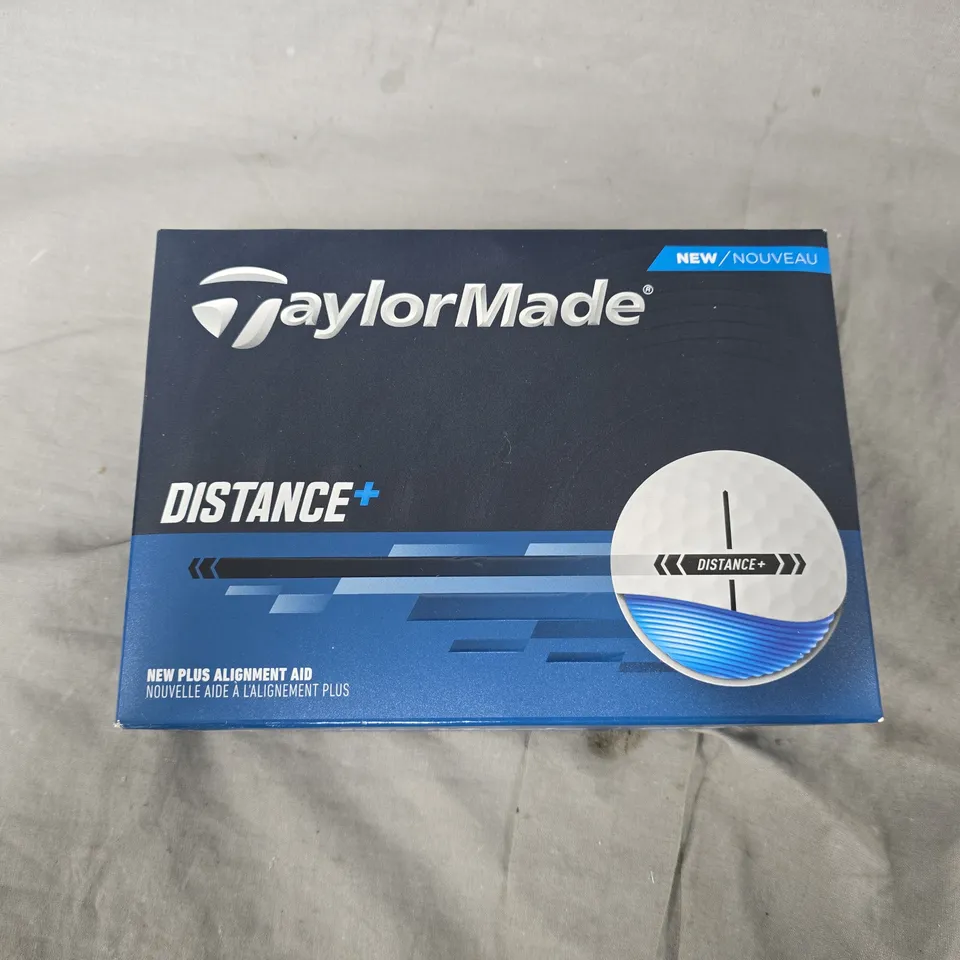 NEW/NOUVEAU
TaylorMade®
DISTANCE+
DISTANCE+
NEW PLUS ALIGNMENT AID
NOUVELLE AIDE À L'ALIGNEMENT PLUS